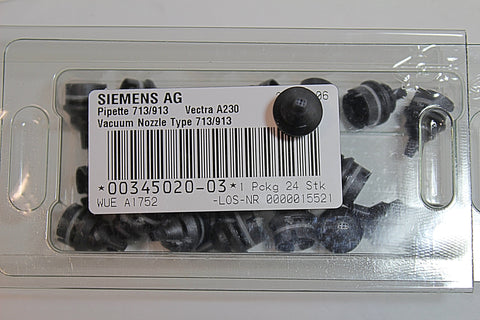 SIEMENS AG
Pipette 713/913 Vectra A230
Vacuum Nozzle Type 713/913
*00345020-03* 1 Pckg 24 Stk
WUE A1752 -LOS-NR 0000015521